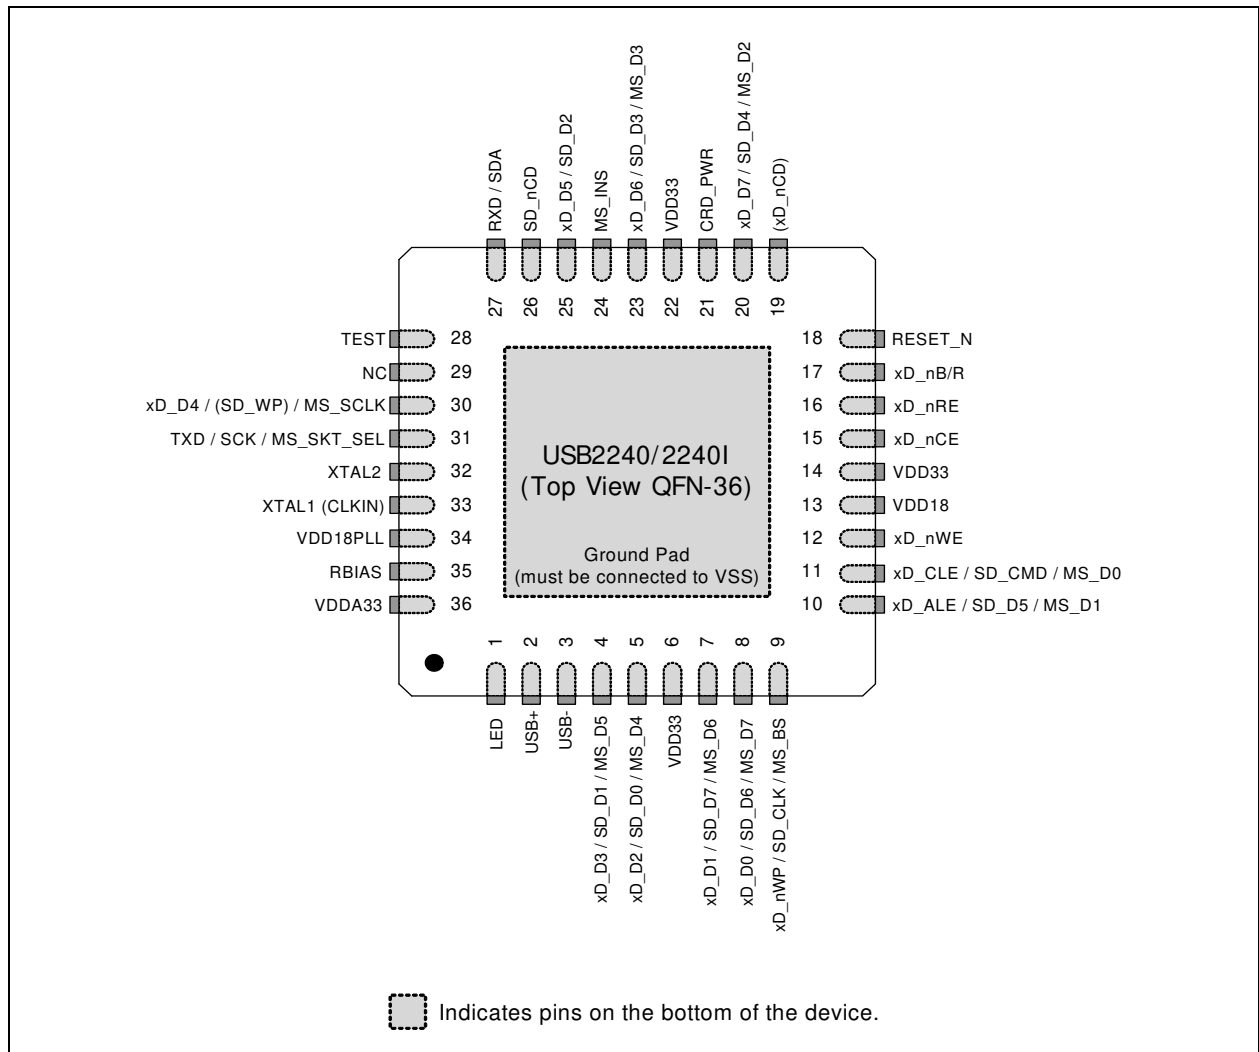 RXD / SDA
SD_nCD
xD_D5 / SD_D2
MS_INS
xD_D6 / SD_D3 / MS_D3
VDD33
CRD_PWR
xD_D7 / SD_D4 / MS_D2
(xD_nCD)
27
26
25
24
23
22
21
20
19
TEST 28
NC 29
xD_D4 / (SD_WP) / MS_SCLK 30
TXD / SCK / MS_SKT_SEL 31
XTAL2 32
XTAL1 (CLKIN) 33
VDD18PLL 34
RBIAS 35
VDDA33 36
USB2240/2240I
(Top View QFN-36)
Ground Pad
(must be connected to VSS)
18 RESET_N
17 xD_nB/R
16 xD_nRE
15 xD_nCE
14 VDD33
13 VDD18
12 xD_nWE
11 xD_CLE / SD_CMD / MS_D0
10 xD_ALE / SD_D5 / MS_D1
1
2
3
4
5
6
7
8
9
LED
USB+
USB-
xD_D3 / SD_D1 / MS_D5
xD_D2 / SD_D0 / MS_D4
VDD33
xD_D1 / SD_D7 / MS_D6
xD_D0 / SD_D6 / MS_D7
xD_nWP / SD_CLK / MS_BS
Indicates pins on the bottom of the device.